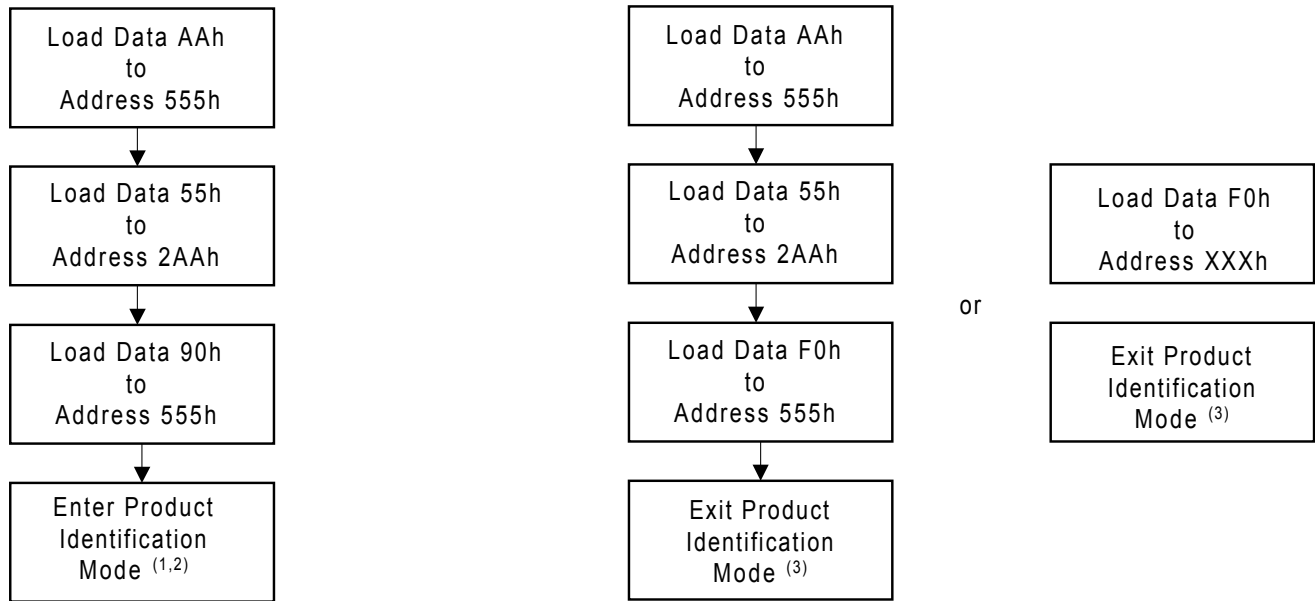 Load Data AAh
to
Address 555h
Load Data 55h
to
Address 2AAh
Load Data 90h
to
Address 555h
Enter Product
Identification
Mode (1,2)
Load Data AAh
to
Address 555h
Load Data 55h
to
Address 2AAh
Load Data F0h
to
Address 555h
Exit Product
Identification
Mode (3)
or
Load Data F0h
to
Address XXXh
Exit Product
Identification
Mode (3)